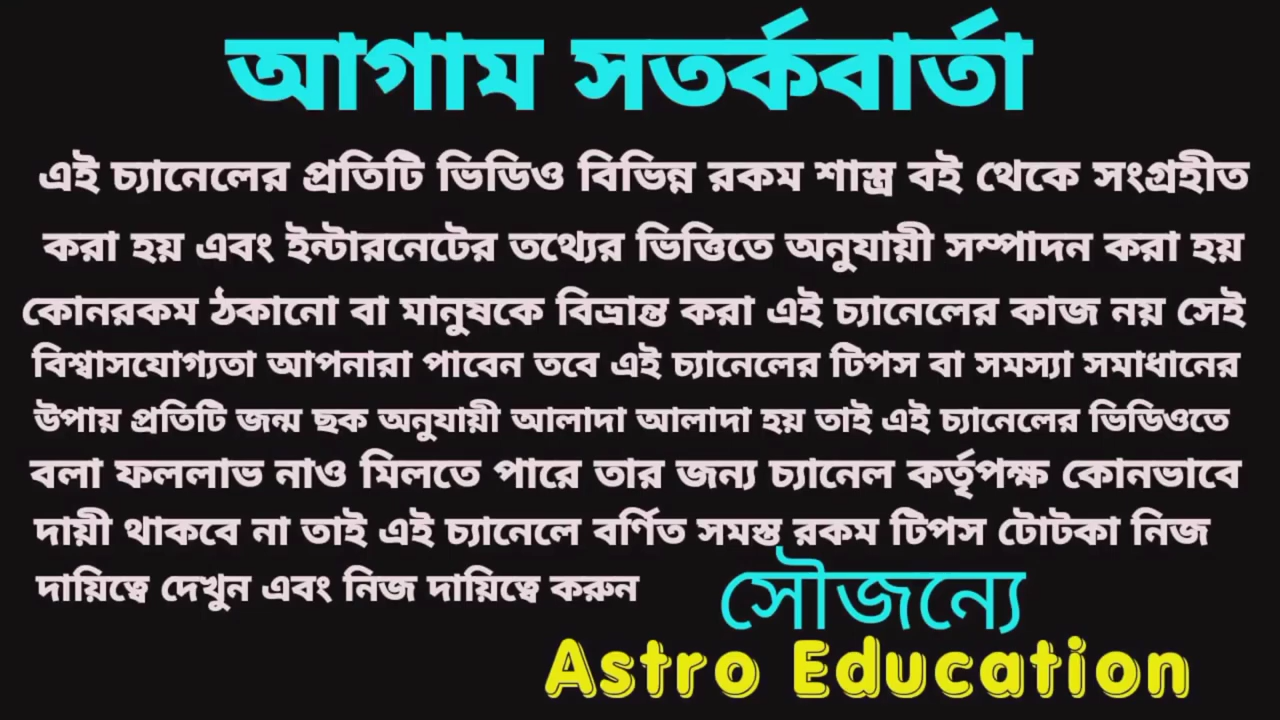 আগাম সতর্কবার্তা
এই চ্যানেলের প্রতিটি ভিডিও বিভিন্ন রকম শাস্ত্র বই থেকে সংগ্রহীত
করা হয় এবং ইন্টারনেটের তথ্যের ভিত্তিতে অনুযায়ী সম্পাদন করা হয়
কোনরকম ঠকানো বা মানুষকে বিভ্রান্ত করা এই চ্যানেলের কাজ নয় সেই
বিশ্বাসযোগ্যতা আপনারা পাবেন তবে এই চ্যানেলের টিপস বা সমস্যা সমাধানের
উপায় প্রতিটি জন্ম ছক অনুযায়ী আলাদা আলাদা হয় তাই এই চ্যানেলের ভিডিওতে
বলা ফললাভ নাও মিলতে পারে তার জন্য চ্যানেল কর্তৃপক্ষ কোনভাবে
দায়ী থাকবে না তাই এই চ্যানেলে বর্ণিত সমস্ত রকম টিপস টোটকা নিজ
দায়িত্বে দেখুন এবং নিজ দায়িত্বে করুন
সৌজন্যে
Astro Education